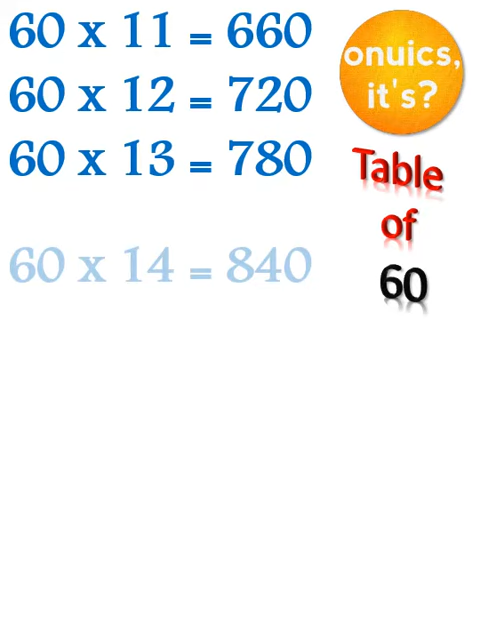 60 x 11 = 660
60 x 12 = 720
60 x 13 = 780
60 x 14 = 840
onuics,
it's?
Table
of
60